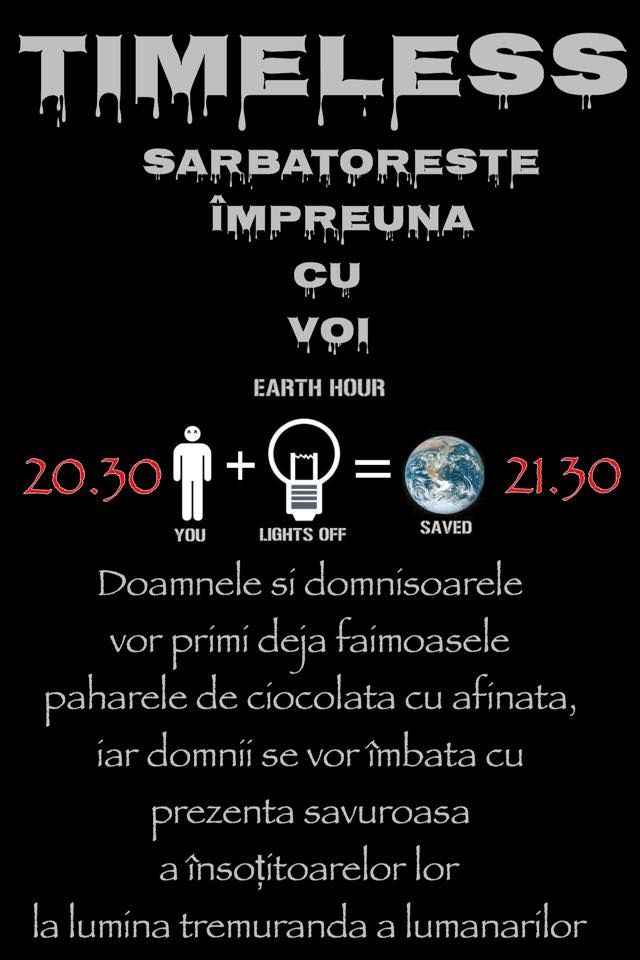 TIMELESS
SARBATORESTE
ÎMPREUNA
CU
VOI
EARTH HOUR
20.30 + = 21.30
YOU LIGHTS OFF SAVED
Doamnele si domnisoarele
vor primi deja faimoasele
paharele de ciocolata cu afinata,
iar domnii se vor îmbata cu
prezenta savuroasa
a însoțitoarelor lor
la lumina tremuranda a lumanarilor